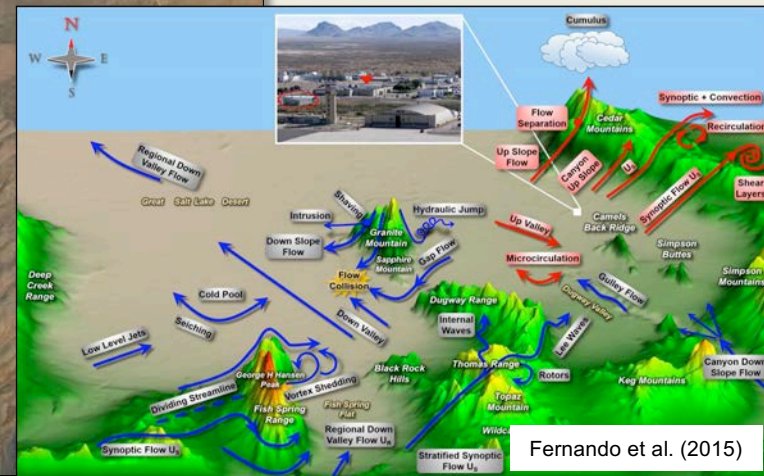 N
W E
S
Cumulus
Synoptic + Convection
Flow
Separation
Cedar
Mountains
Recirculation
Up Slope
Flow
Canyon
Up Slope
Synoptic Flow
Shear
Layers
Regional Down
Valley Flow
Great Salt Lake Desert
Shaving
Hydraulic Jump
Intrusion
Granite
Mountain
Up Valley
Camels
Back Ridge
Down Slope
Flow
Sapphire
Mountain
Gap Flow
Simpson
Buttes
Microcirculation
Flow
Collision
Gulley Flow
Simpson
Mountains
Deep
Creek
Range
Cold Pool
Dugway Range
Dugway Valley
Seiching
Down Valley
Internal
Waves
Lee Waves
Low Level Jets
George H Hansen
Peak
Black Rock
Hills
Thomas Range
Rotors
Canyon Down
Slope Flow
Dividing Streamline
Vortex Shedding
Keg Mountains
Topaz
Mountain
Fish Spring
Range
Fish Spring
Flat
Synoptic Flow
Regional Down
Valley Flow
Stratified Synoptic
Flow
Fernando et al. (2015)